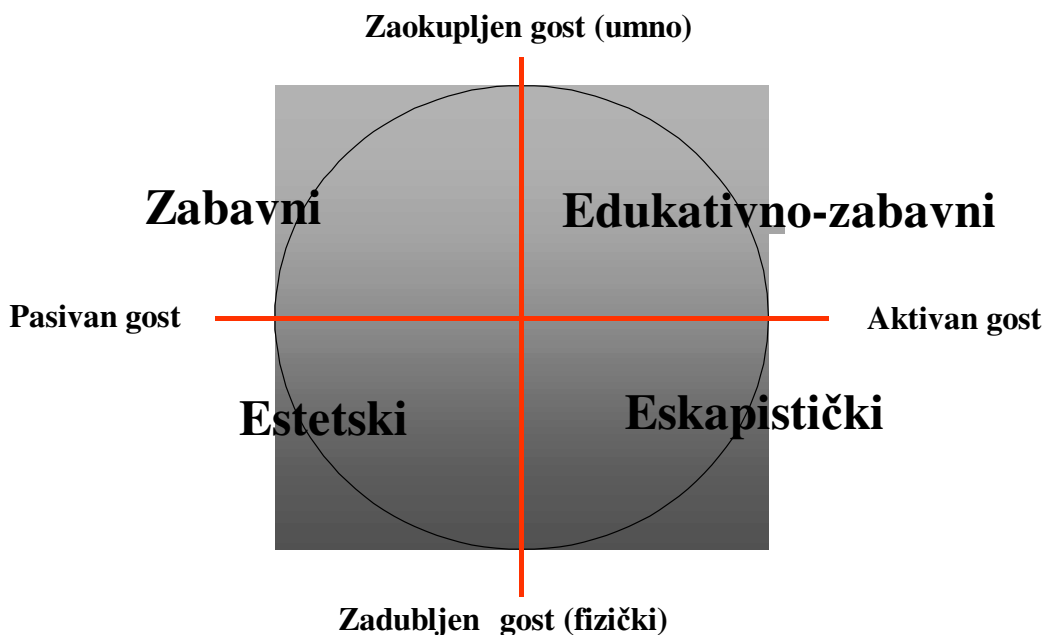 Zaokupljen gost (umno)
Zabavni
Edukativno-zabavni
Pasivan gost
Aktivan gost
Estetski
Eskapistički
Zadubljen gost (fizički)